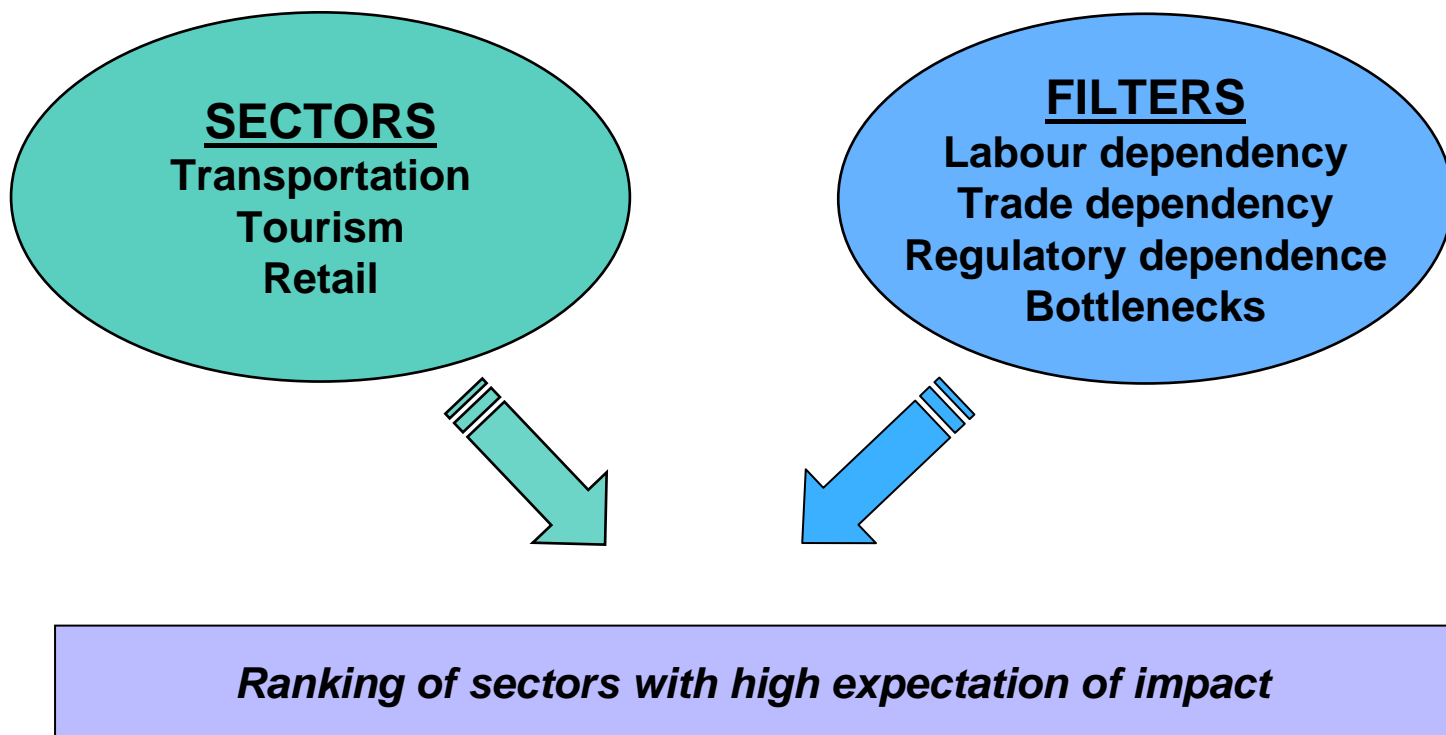 SECTORS
Transportation
Tourism
Retail
FILTERS
Labour dependency
Trade dependency
Regulatory dependence
Bottlenecks
Ranking of sectors with high expectation of impact